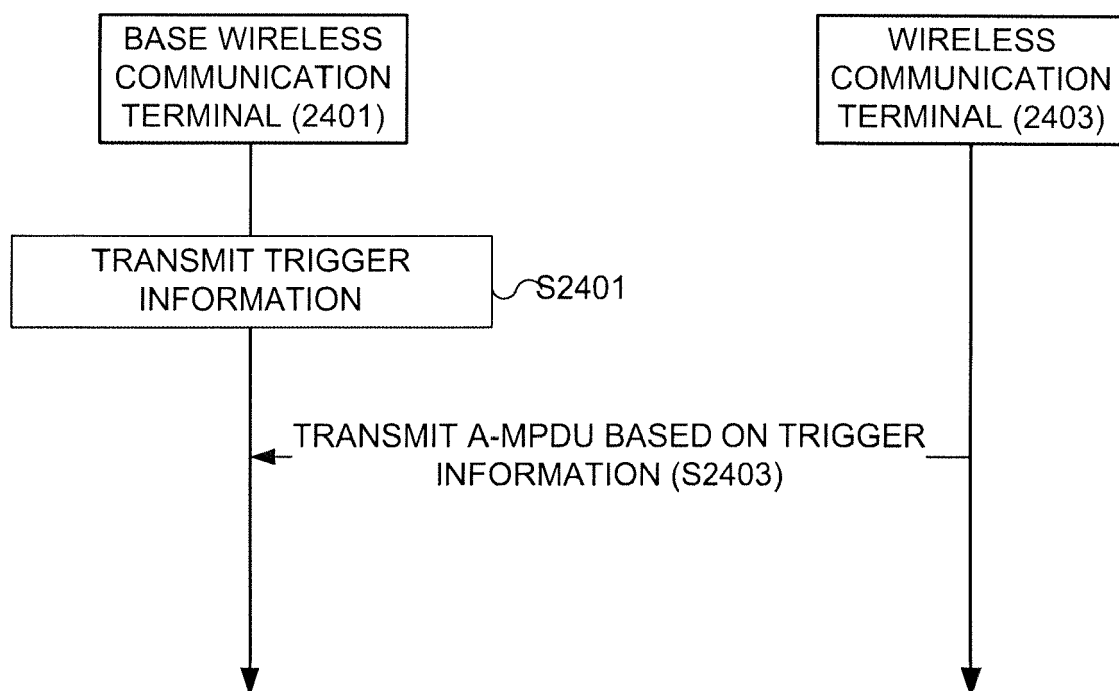 BASE WIRELESS
COMMUNICATION
TERMINAL (2401)
WIRELESS
COMMUNICATION
TERMINAL (2403)
TRANSMIT TRIGGER
INFORMATION
S2401
TRANSMIT A-MPDU BASED ON TRIGGER
INFORMATION (S2403)